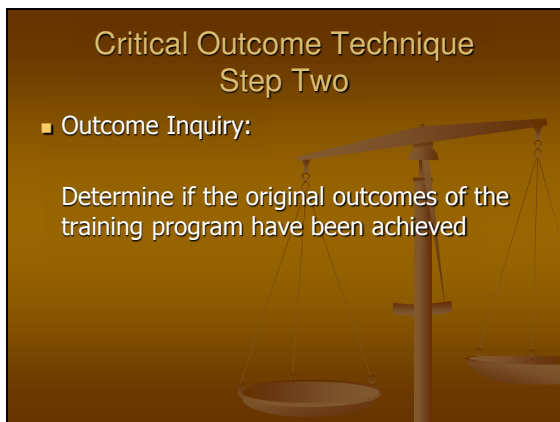 Critical Outcome Technique
Step Two
Outcome Inquiry:
Determine if the original outcomes of the
training program have been achieved